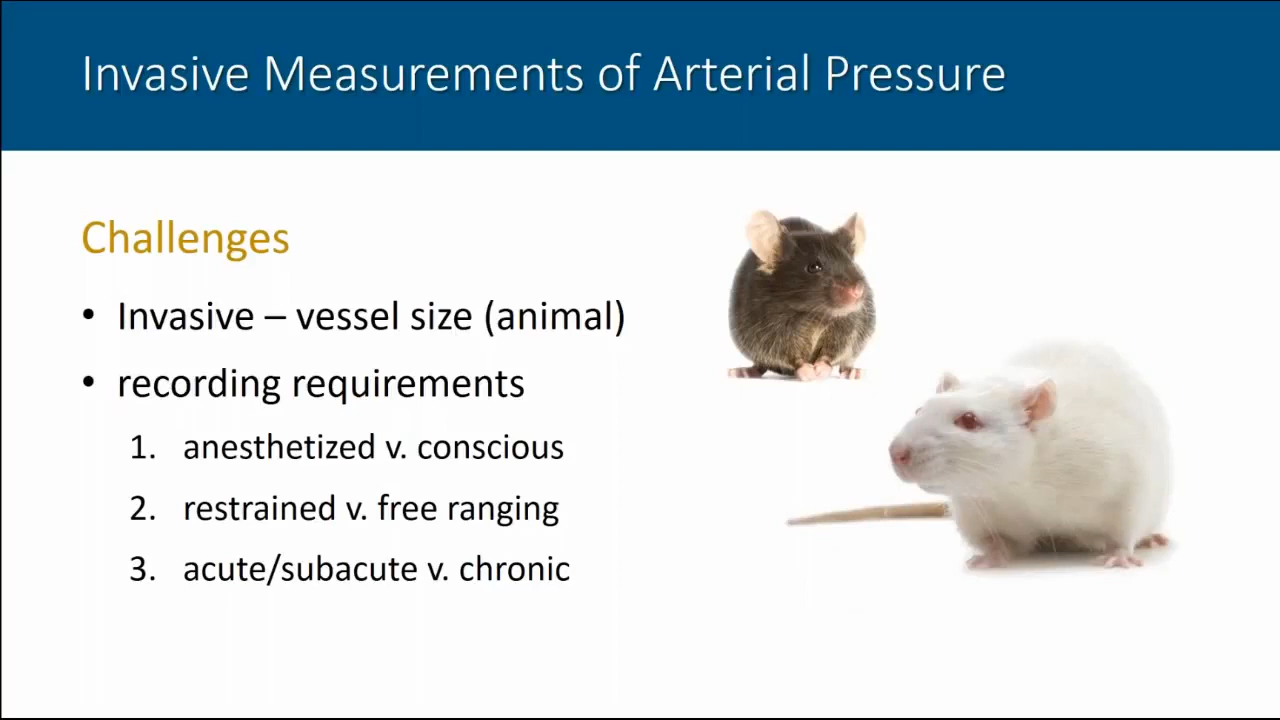 Invasive Measurements of Arterial Pressure
Challenges
• Invasive – vessel size (animal)
• recording requirements
1. anesthetized v. conscious
2. restrained v. free ranging
3. acute/subacute v. chronic